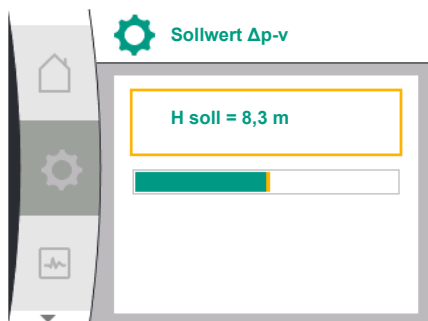 Sollwert Δp-v
H soll = 8,3 m